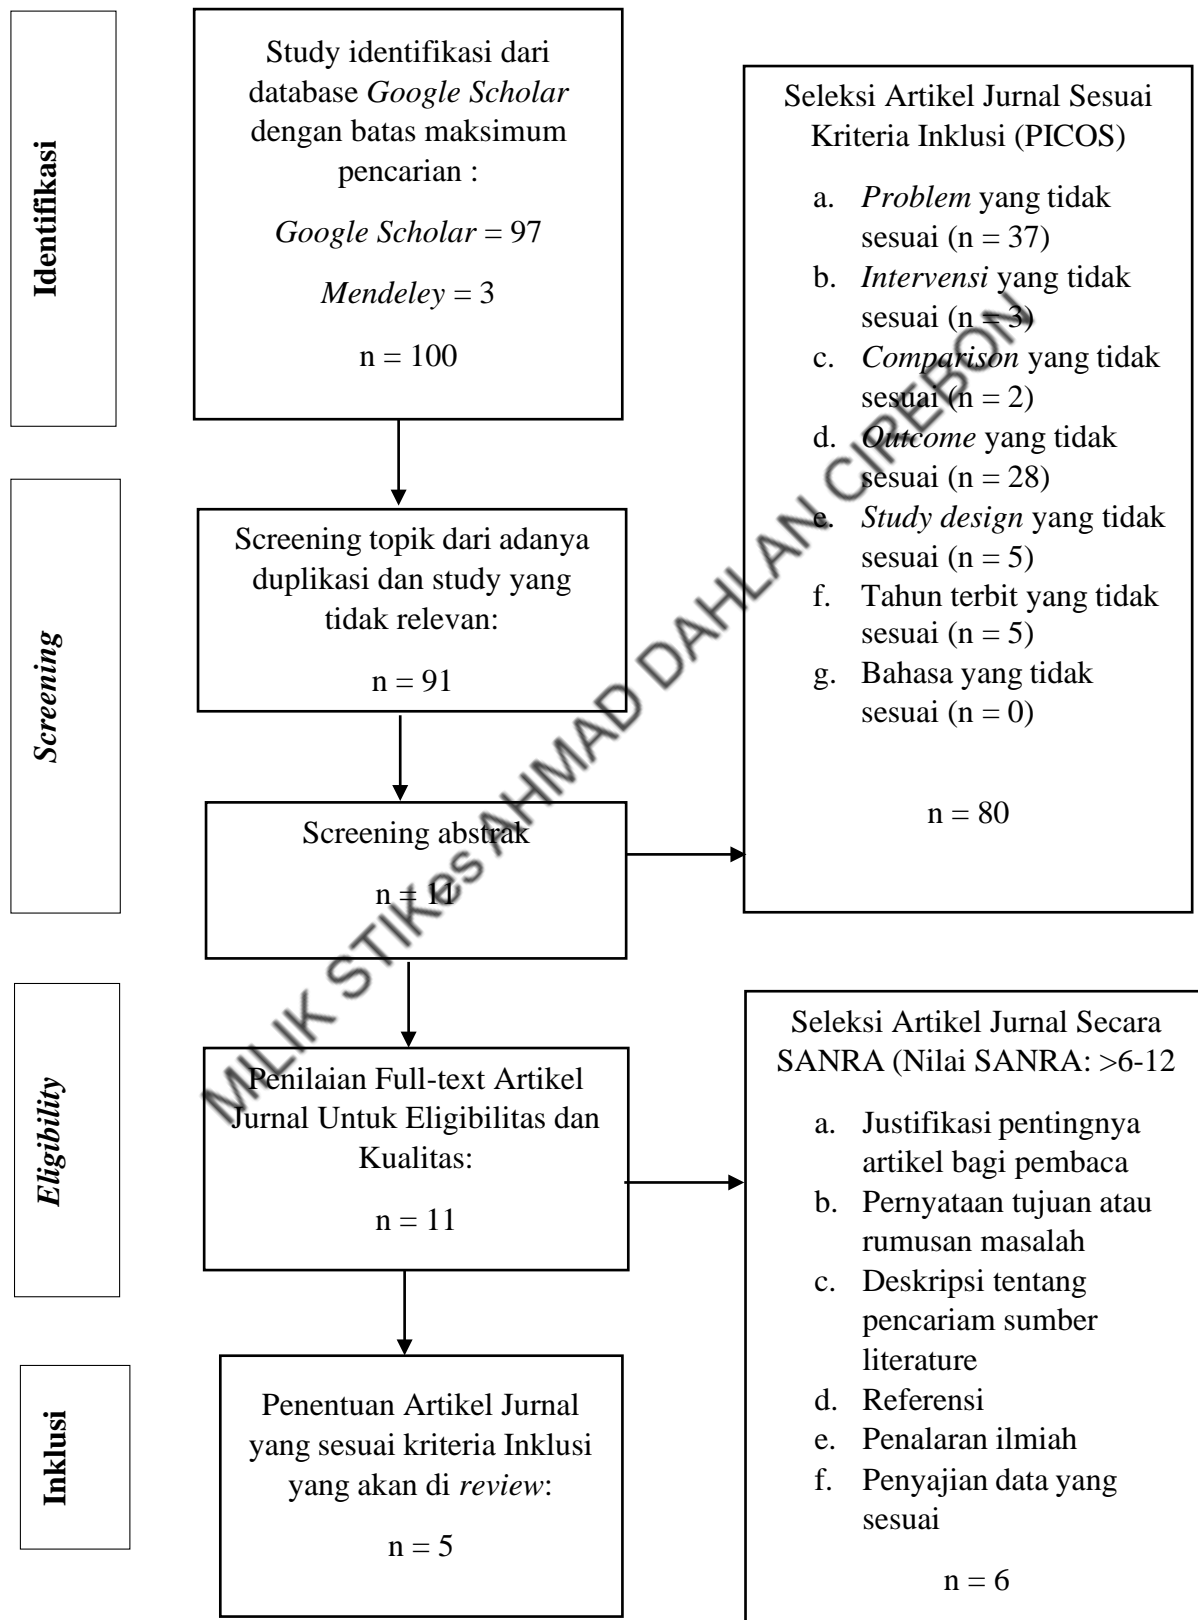 Identifikasi
Study identifikasi dari
database Google Scholar
dengan batas maksimum
pencarian :
Google Scholar = 97
Mendeley = 3
n = 100
Seleksi Artikel Jurnal Sesuai
Kriteria Inklusi (PICOS)
a. Problem yang tidak
sesuai (n = 37)
b. Intervensi yang tidak
sesuai (n = 3)
c. Comparison yang tidak
sesuai (n = 2)
d. Outcome yang tidak
sesuai (n = 28)
e. Study design yang tidak
sesuai (n = 5)
f. Tahun terbit yang tidak
sesuai (n = 5)
g. Bahasa yang tidak
sesuai (n = 0)
n = 80
Screening
Screening topik dari adanya
duplikasi dan study yang
tidak relevan:
n = 91
Screening abstrak
n = 11
Eligibility
Penilaian Full-text Artikel
Jurnal Untuk Eligibilitas dan
Kualitas:
n = 11
Seleksi Artikel Jurnal Secara
SANRA (Nilai SANRA: >6-12
a. Justifikasi pentingnya
artikel bagi pembaca
b. Pernyataan tujuan atau
rumusan masalah
c. Deskripsi tentang
pencariam sumber
literature
d. Referensi
e. Penalaran ilmiah
f. Penyajian data yang
sesuai
n = 6
Inklusi
Penentuan Artikel Jurnal
yang sesuai kriteria Inklusi
yang akan di review:
n = 5
MILIK STIKes AHMAD DAHLAN CIREBON